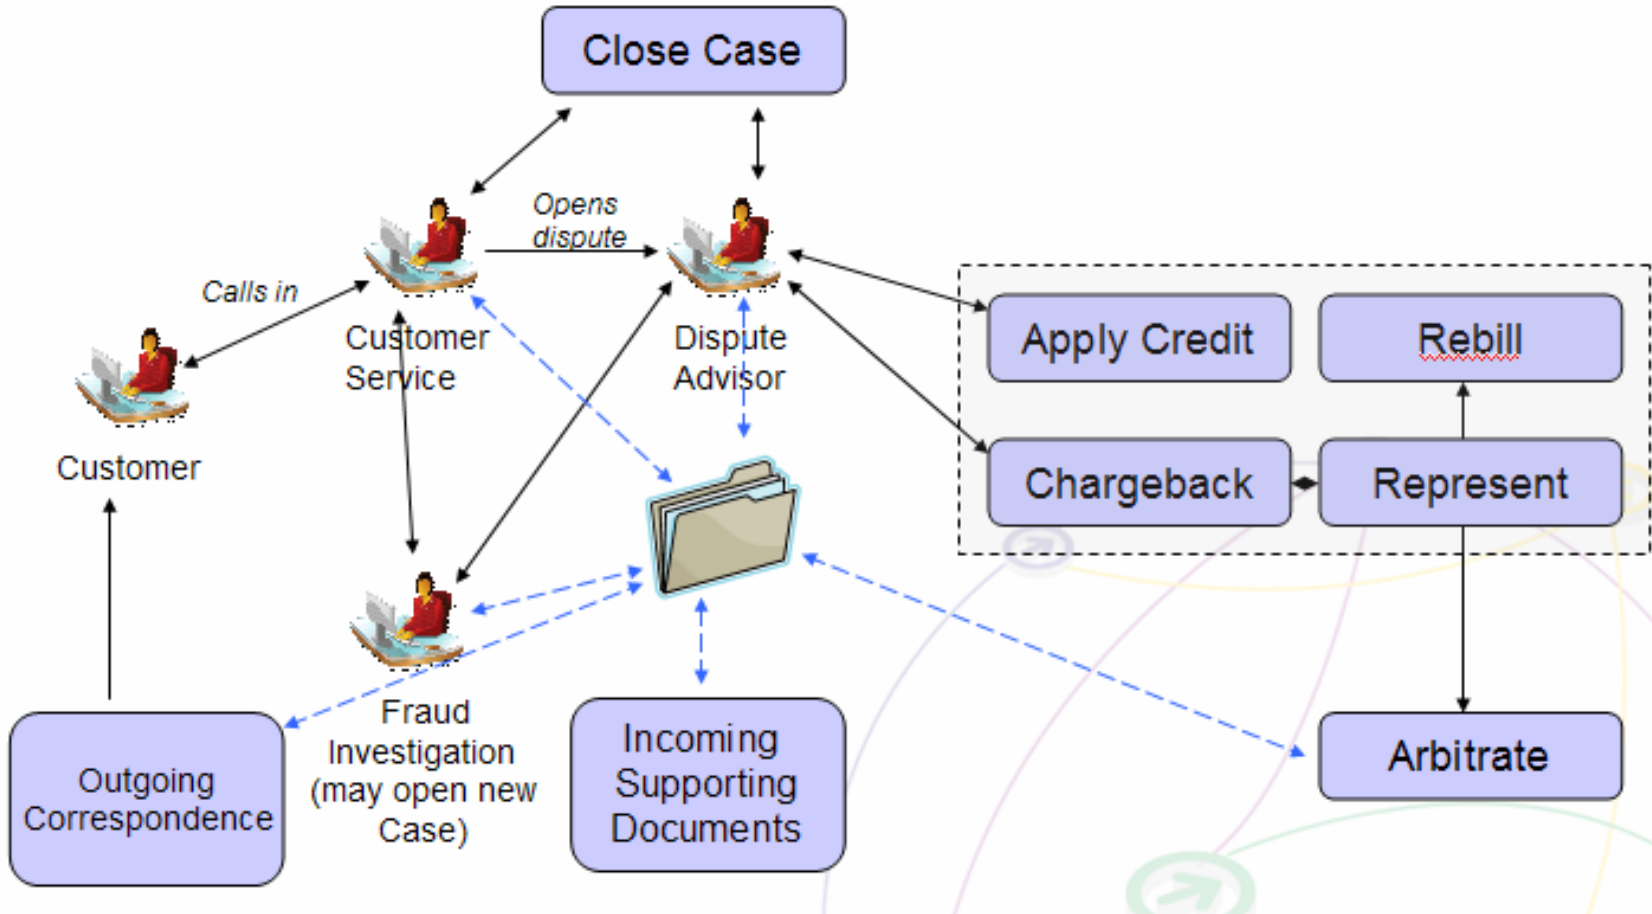 Close Case
Opens
dispute
Calls in
Customer
Service
Dispute
Advisor
Apply Credit
Rebill
Customer
Chargeback
Represent
Fraud
Investigation
(may open new
Case)
Outgoing
Correspondence
Incoming
Supporting
Documents
Arbitrate